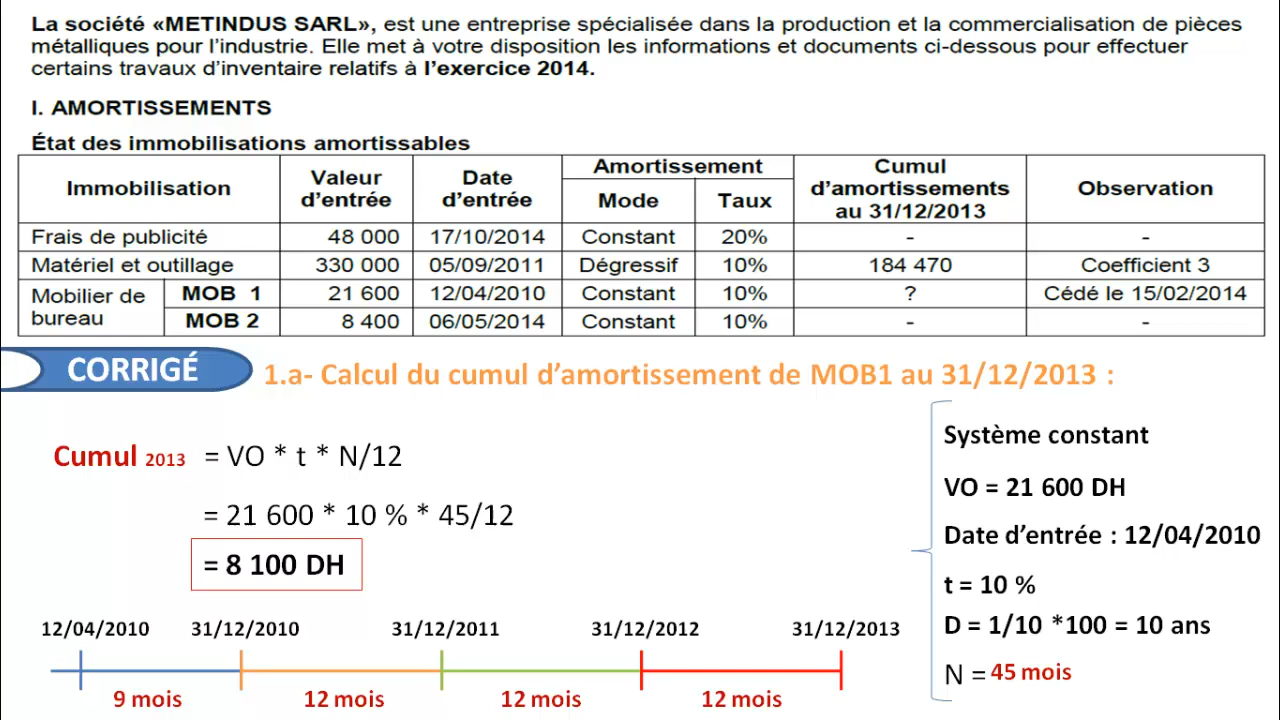 La société «METINDUS SARL», est une entreprise spécialisée dans la production et la commercialisation de pièces
métalliques pour l'industrie. Elle met à votre disposition les informations et documents ci-dessous pour effectuer
certains travaux d'inventaire relatifs à l'exercice 2014.
I. AMORTISSEMENTS
État des immobilisations amortissables
Immobilisation | Valeur d'entrée | Date d'entrée | Amortissement | Cumul d'amortissements au 31/12/2013 | Observation
Mode | Taux
Frais de publicité | 48 000 | 17/10/2014 | Constant | 20% | - | -
Matériel et outillage | 330 000 | 05/09/2011 | Dégressif | 10% | 184 470 | Coefficient 3
Mobilier de bureau | MOB 1 | 21 600 | 12/04/2010 | Constant | 10% | ? | Cédé le 15/02/2014
MOB 2 | 8 400 | 06/05/2014 | Constant | 10% | - | -
CORRIGÉ
1.a- Calcul du cumul d'amortissement de MOB1 au 31/12/2013 :
Cumul 2013 = VO * t * N/12
= 21 600 * 10 % * 45/12
= 8 100 DH
12/04/2010 31/12/2010 31/12/2011 31/12/2012 31/12/2013
9 mois 12 mois 12 mois 12 mois
Système constant
VO = 21 600 DH
Date d'entrée : 12/04/2010
t = 10 %
D = 1/10 *100 = 10 ans
N = 45 mois